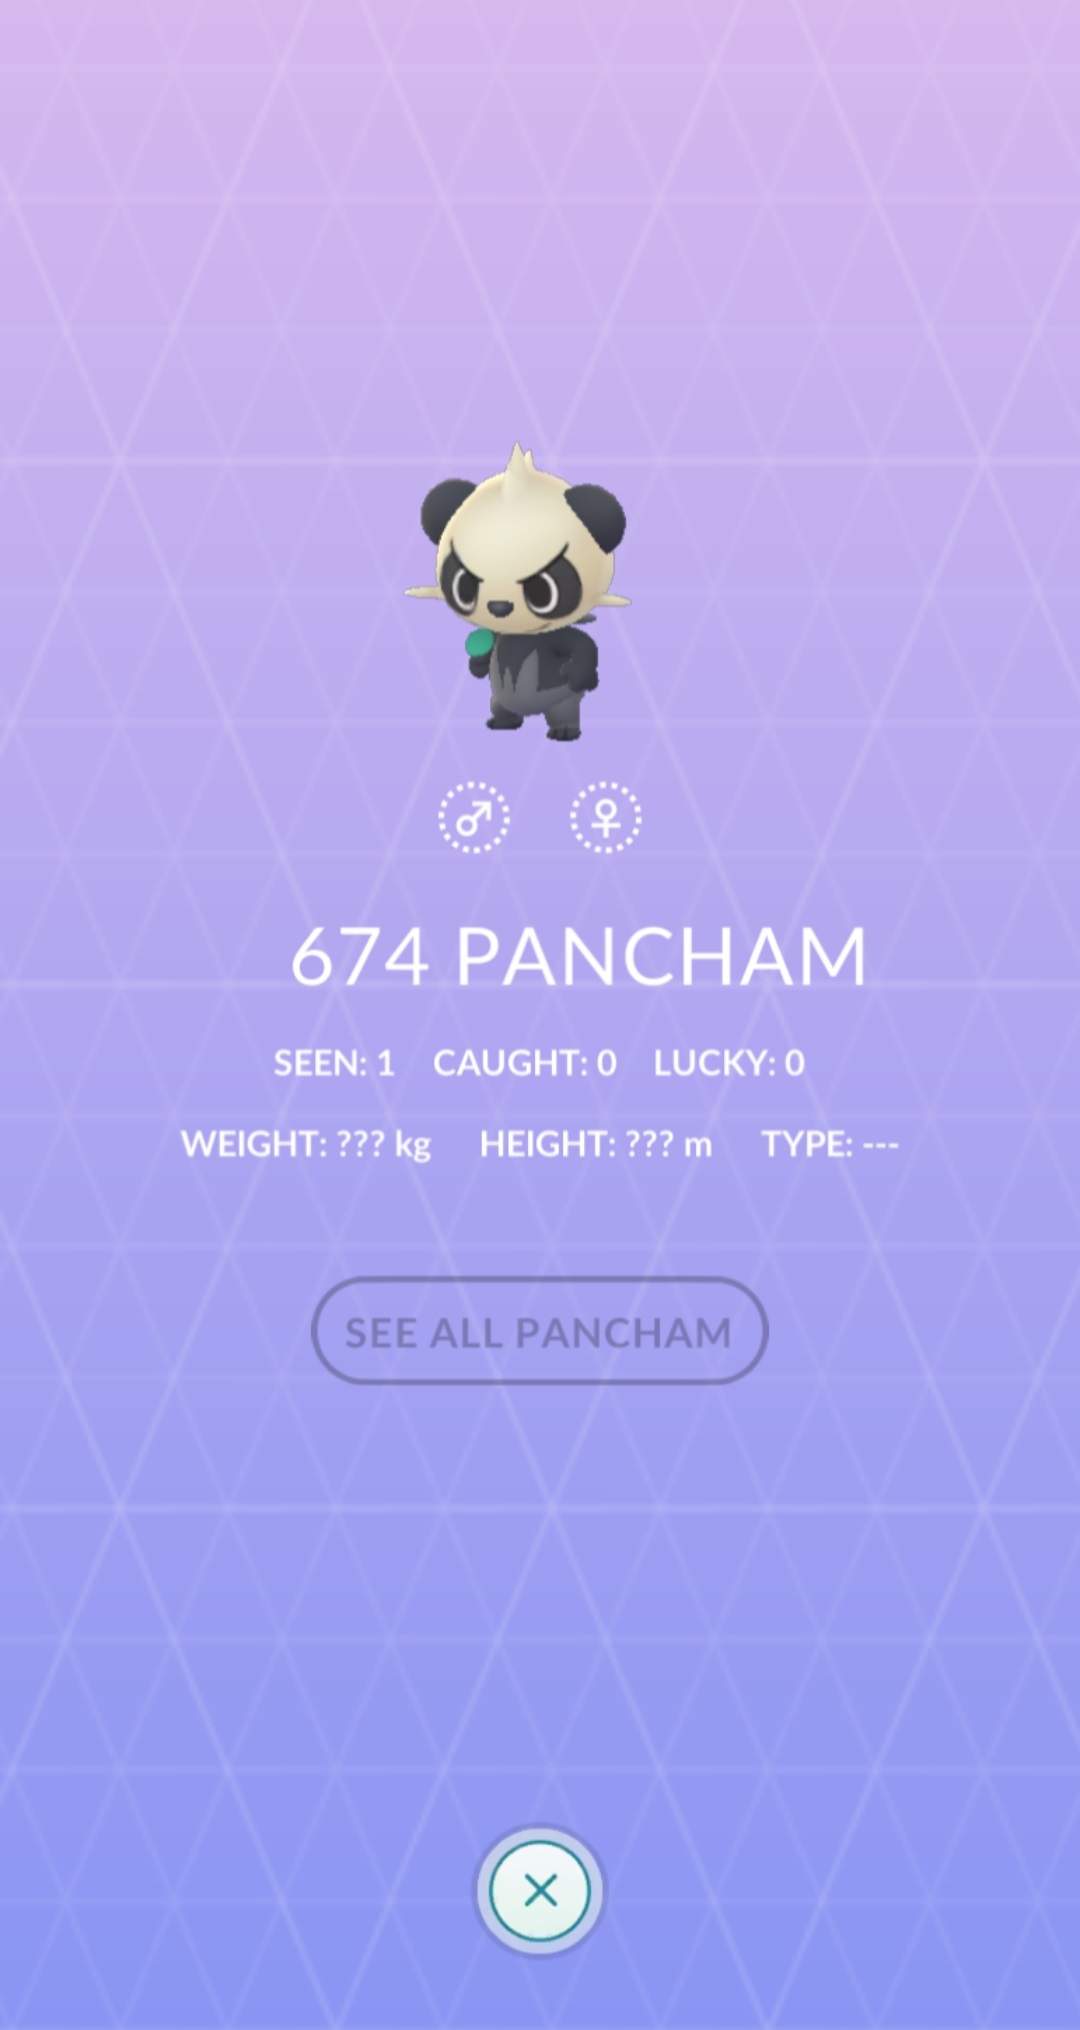 674 PANCHAM
SEEN: 1 CAUGHT: 0 LUCKY: 0
WEIGHT: ??? kg HEIGHT: ??? m TYPE: ---
SEE ALL PANCHAM